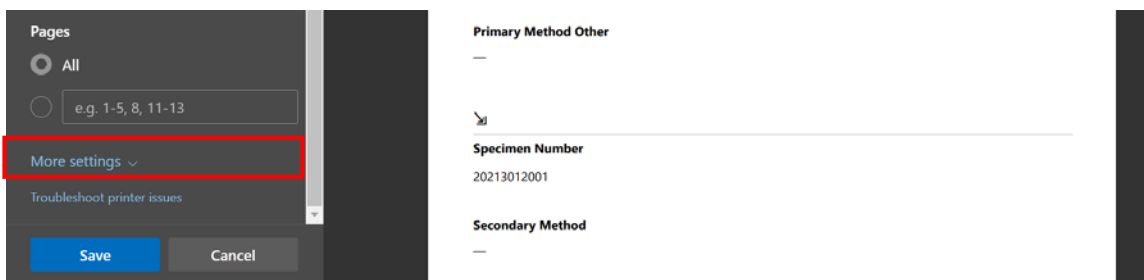 Pages
All
e.g. 1-5, 8, 11-13
More settings
Troubleshoot printer issues
Save
Cancel
Primary Method Other
—
Specimen Number
20213012001
Secondary Method
—